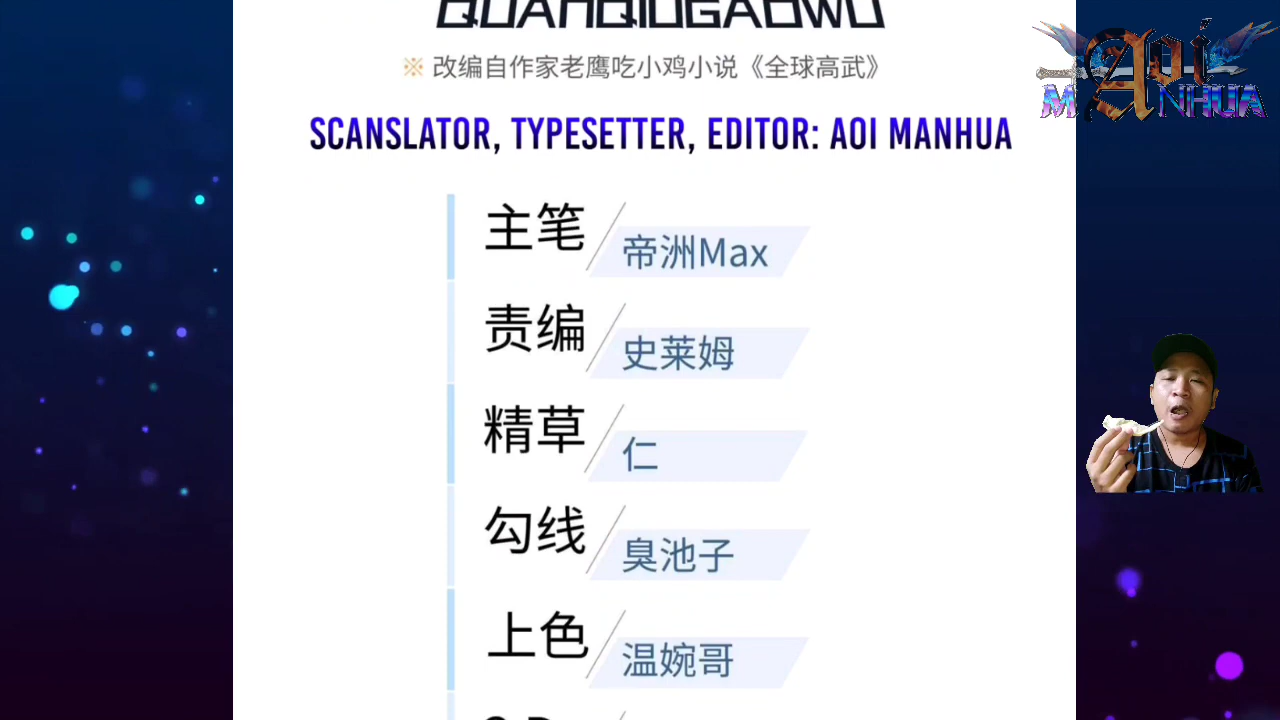 QUANQIUGAOWU
※ 改编自作家老鹰吃小鸡小说《全球高武》
SCANSLATOR, TYPESETTER, EDITOR: AOI MANHUA
Aoi
MANHUA
主笔 帝洲Max
责编 史莱姆
精草 仁
勾线 臭池子
上色 温婉哥